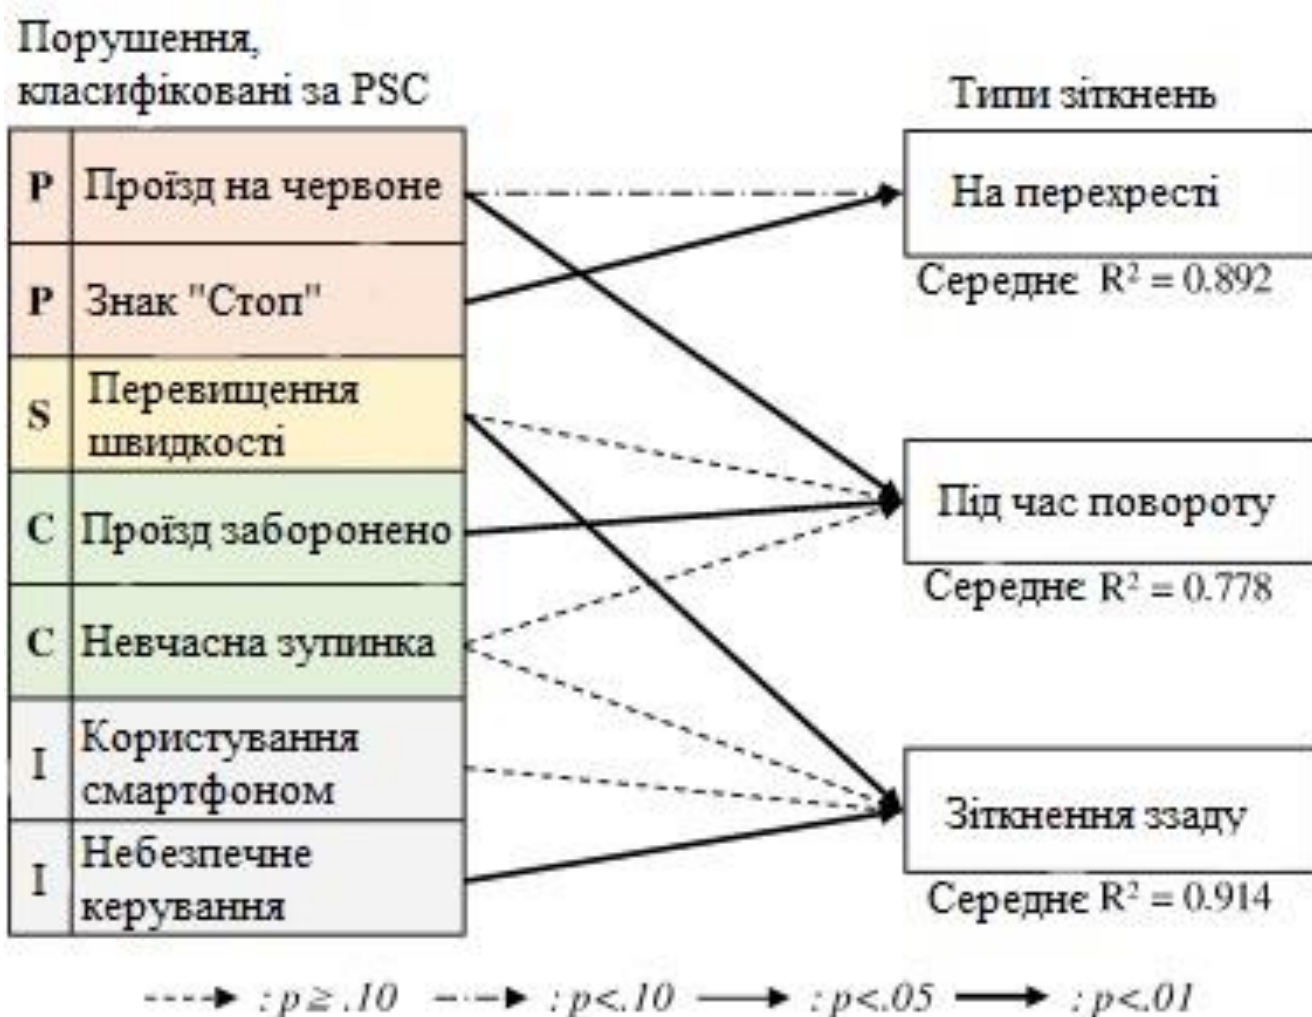 Порушення,
класифіковані за PSC
Типи зіткнень
P Проїзд на червоне
P Знак "Стоп"
S Перевищення
швидкості
C Проїзд заборонено
C Невчасна зупинка
I Користування
смартфоном
I Небезпечне
керування
На перехресті
Середнє R² = 0.892
Під час повороту
Середнє R² = 0.778
Зіткнення ззаду
Середнє R² = 0.914
: p ≥ .10 : p<.10 : p<.05 : p<.01